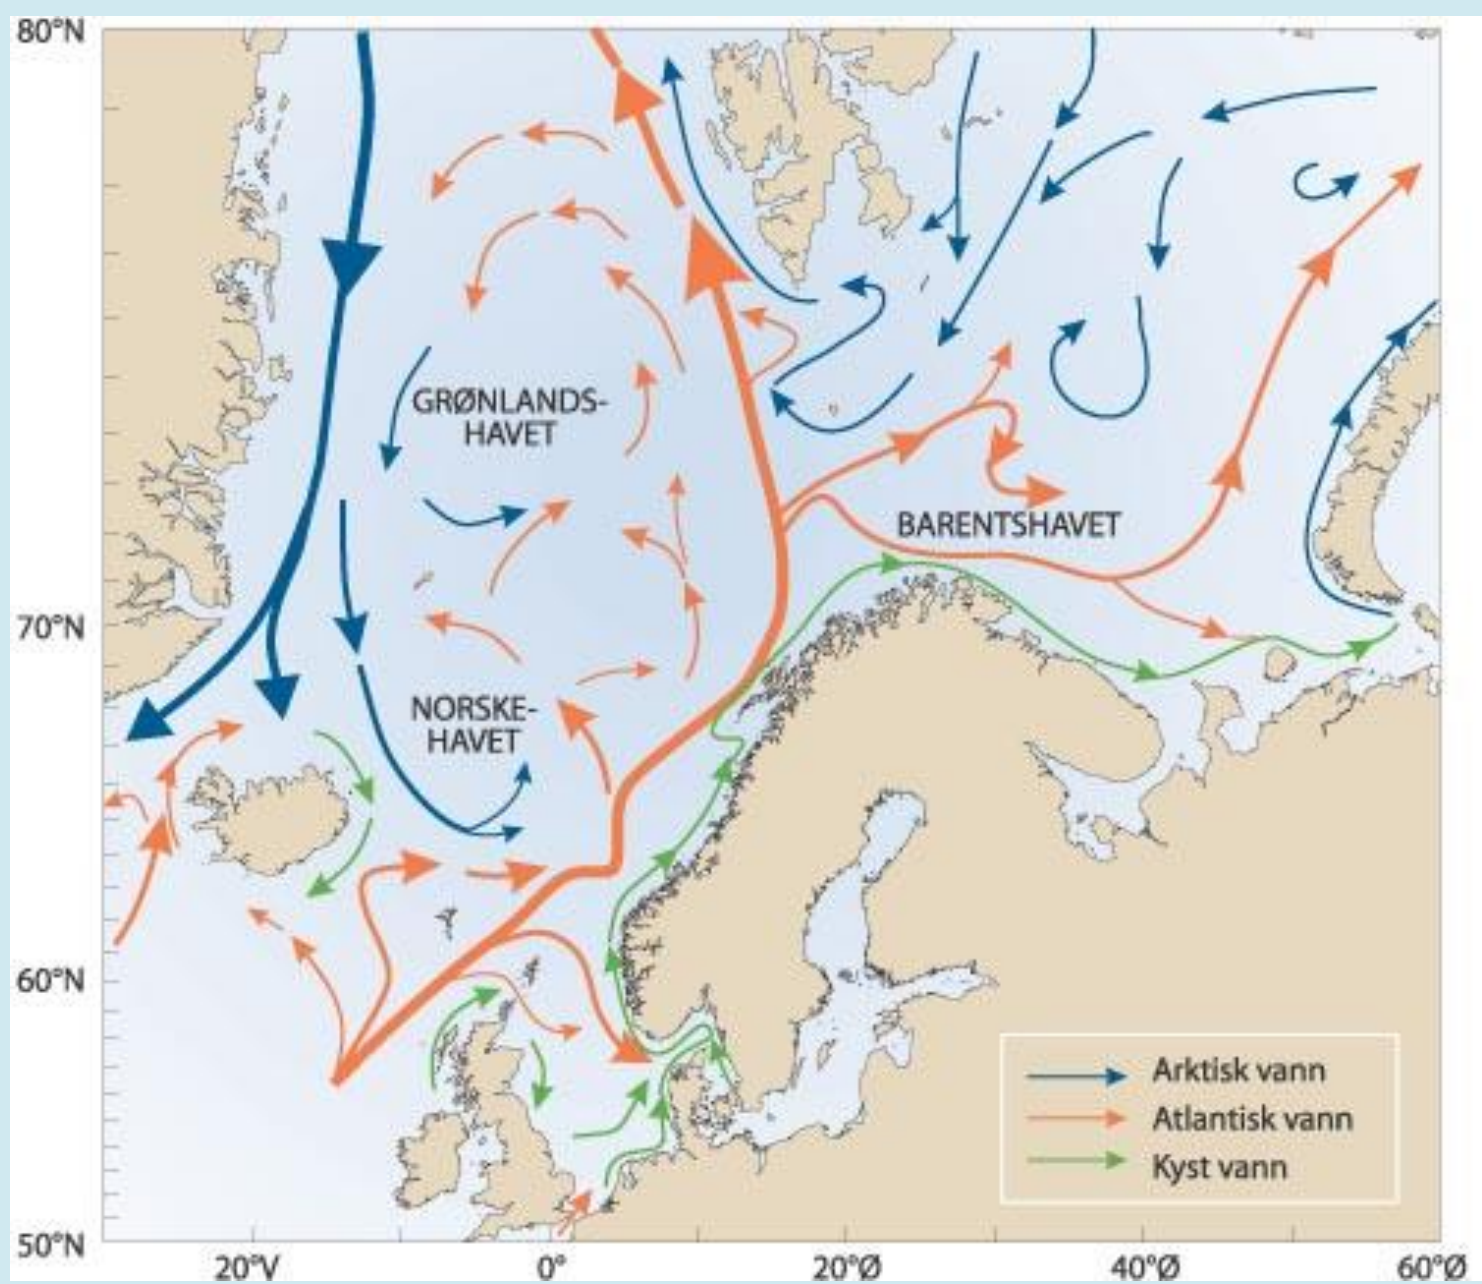 80°N
GRØNLANDS-
HAVET
BARENTSHAVET
70°N
NORSKE-
HAVET
60°N
Arktisk vann
Atlantisk vann
Kyst vann
50°N
20°V
0°
20°Ø
40°Ø
60°Ø